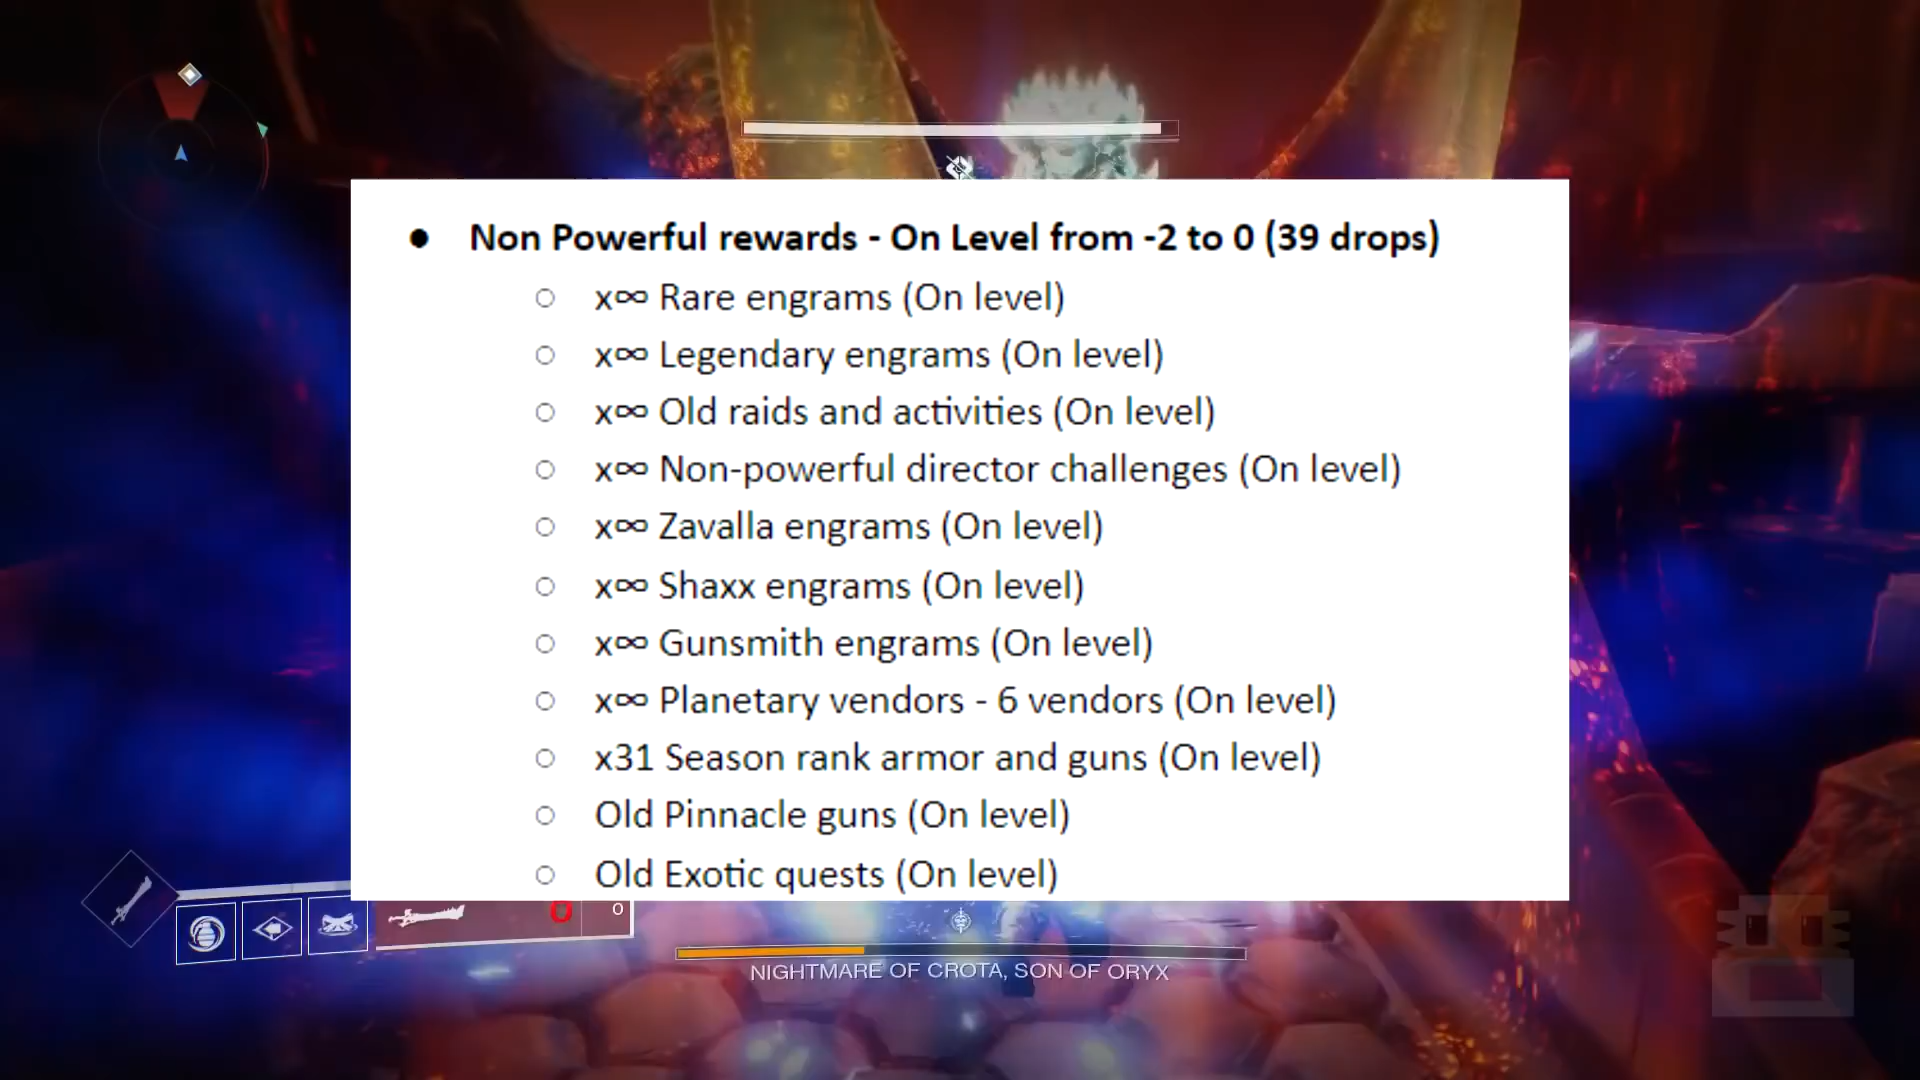 ● Non Powerful rewards - On Level from -2 to 0 (39 drops)
○ x∞ Rare engrams (On level)
○ x∞ Legendary engrams (On level)
○ x∞ Old raids and activities (On level)
○ x∞ Non-powerful director challenges (On level)
○ x∞ Zavalla engrams (On level)
○ x∞ Shaxx engrams (On level)
○ x∞ Gunsmith engrams (On level)
○ x∞ Planetary vendors - 6 vendors (On level)
○ x31 Season rank armor and guns (On level)
○ Old Pinnacle guns (On level)
○ Old Exotic quests (On level)
0 0
NIGHTMARE OF CROTA, SON OF ORYX